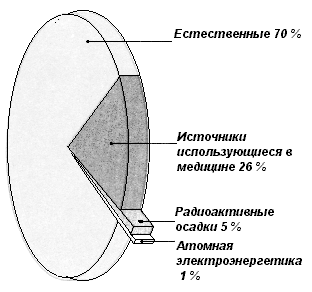 Естественные 70 %
Источники
использующиеся в
медицине 26 %
Радиоактивные
осадки 5 %
Атомная
электроэнергетика
1 %